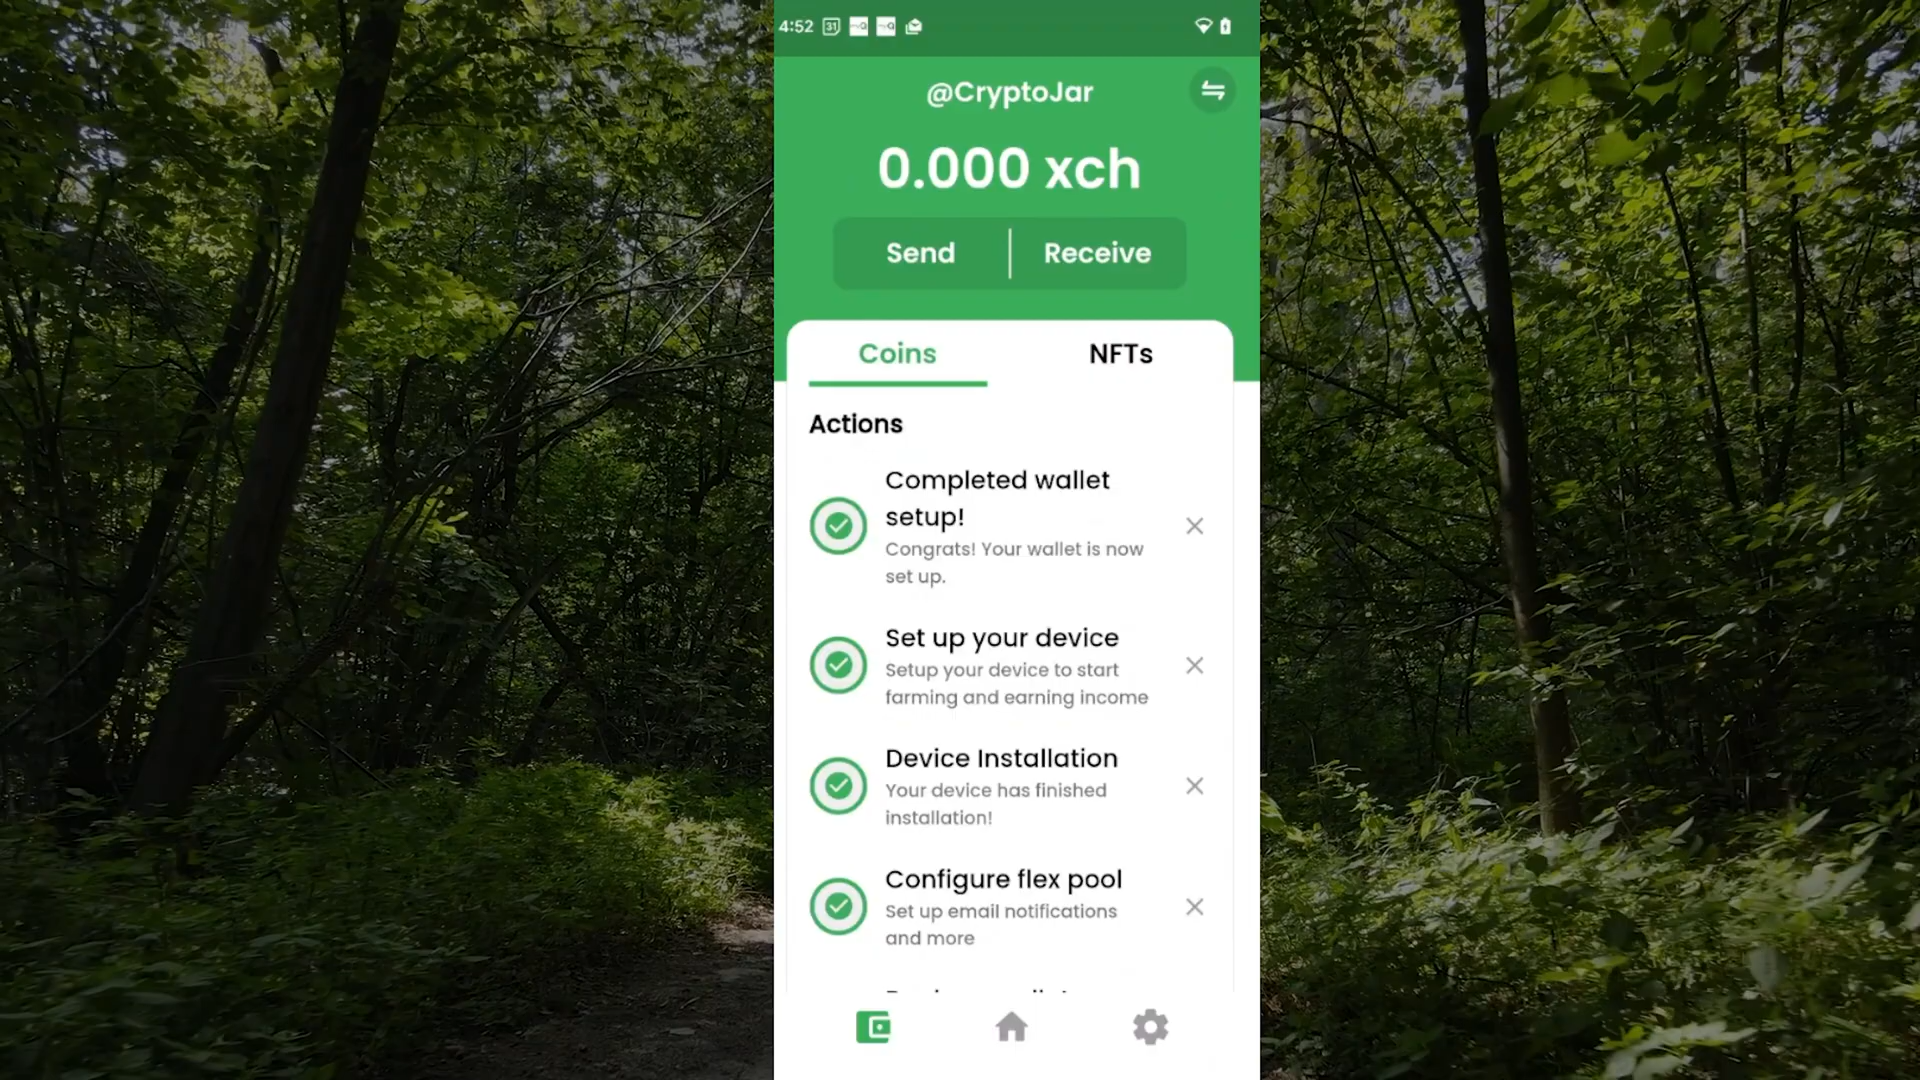 4:52
31
@CryptoJar
0.000 xch
Send
Receive
Coins
NFTs
Actions
Completed wallet
setup!
Congrats! Your wallet is now
set up.
Set up your device
Setup your device to start
farming and earning income
Device Installation
Your device has finished
installation!
Configure flex pool
Set up email notifications
and more